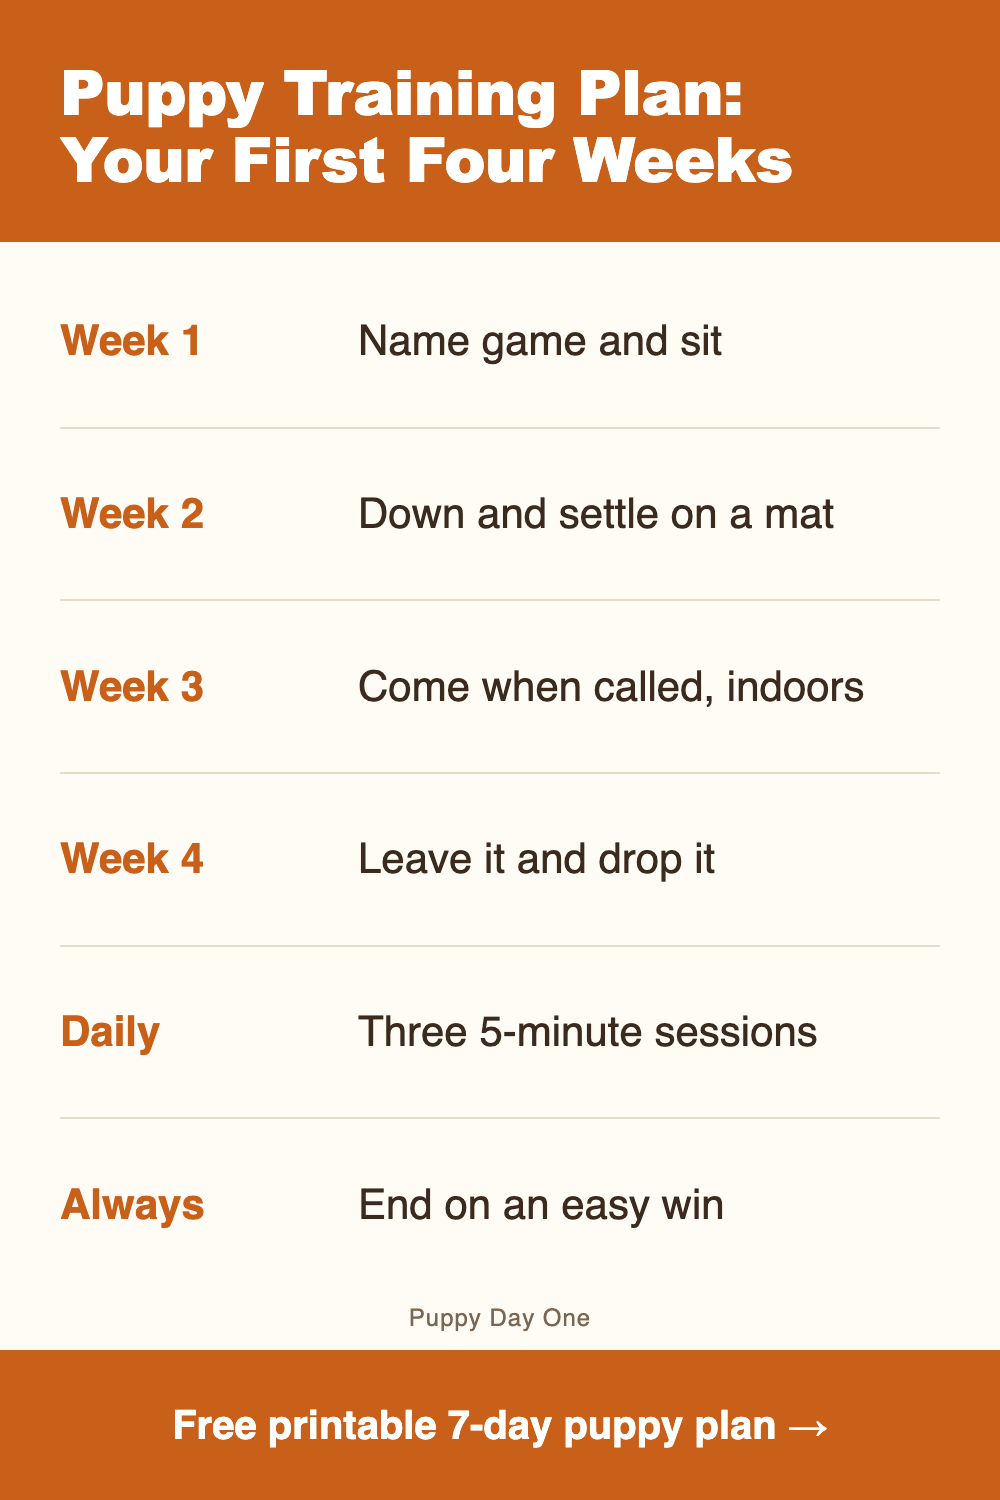 Puppy Training Plan:
Your First Four Weeks
Week 1 Name game and sit
Week 2 Down and settle on a mat
Week 3 Come when called, indoors
Week 4 Leave it and drop it
Daily Three 5-minute sessions
Always End on an easy win
Puppy Day One
Free printable 7-day puppy plan →